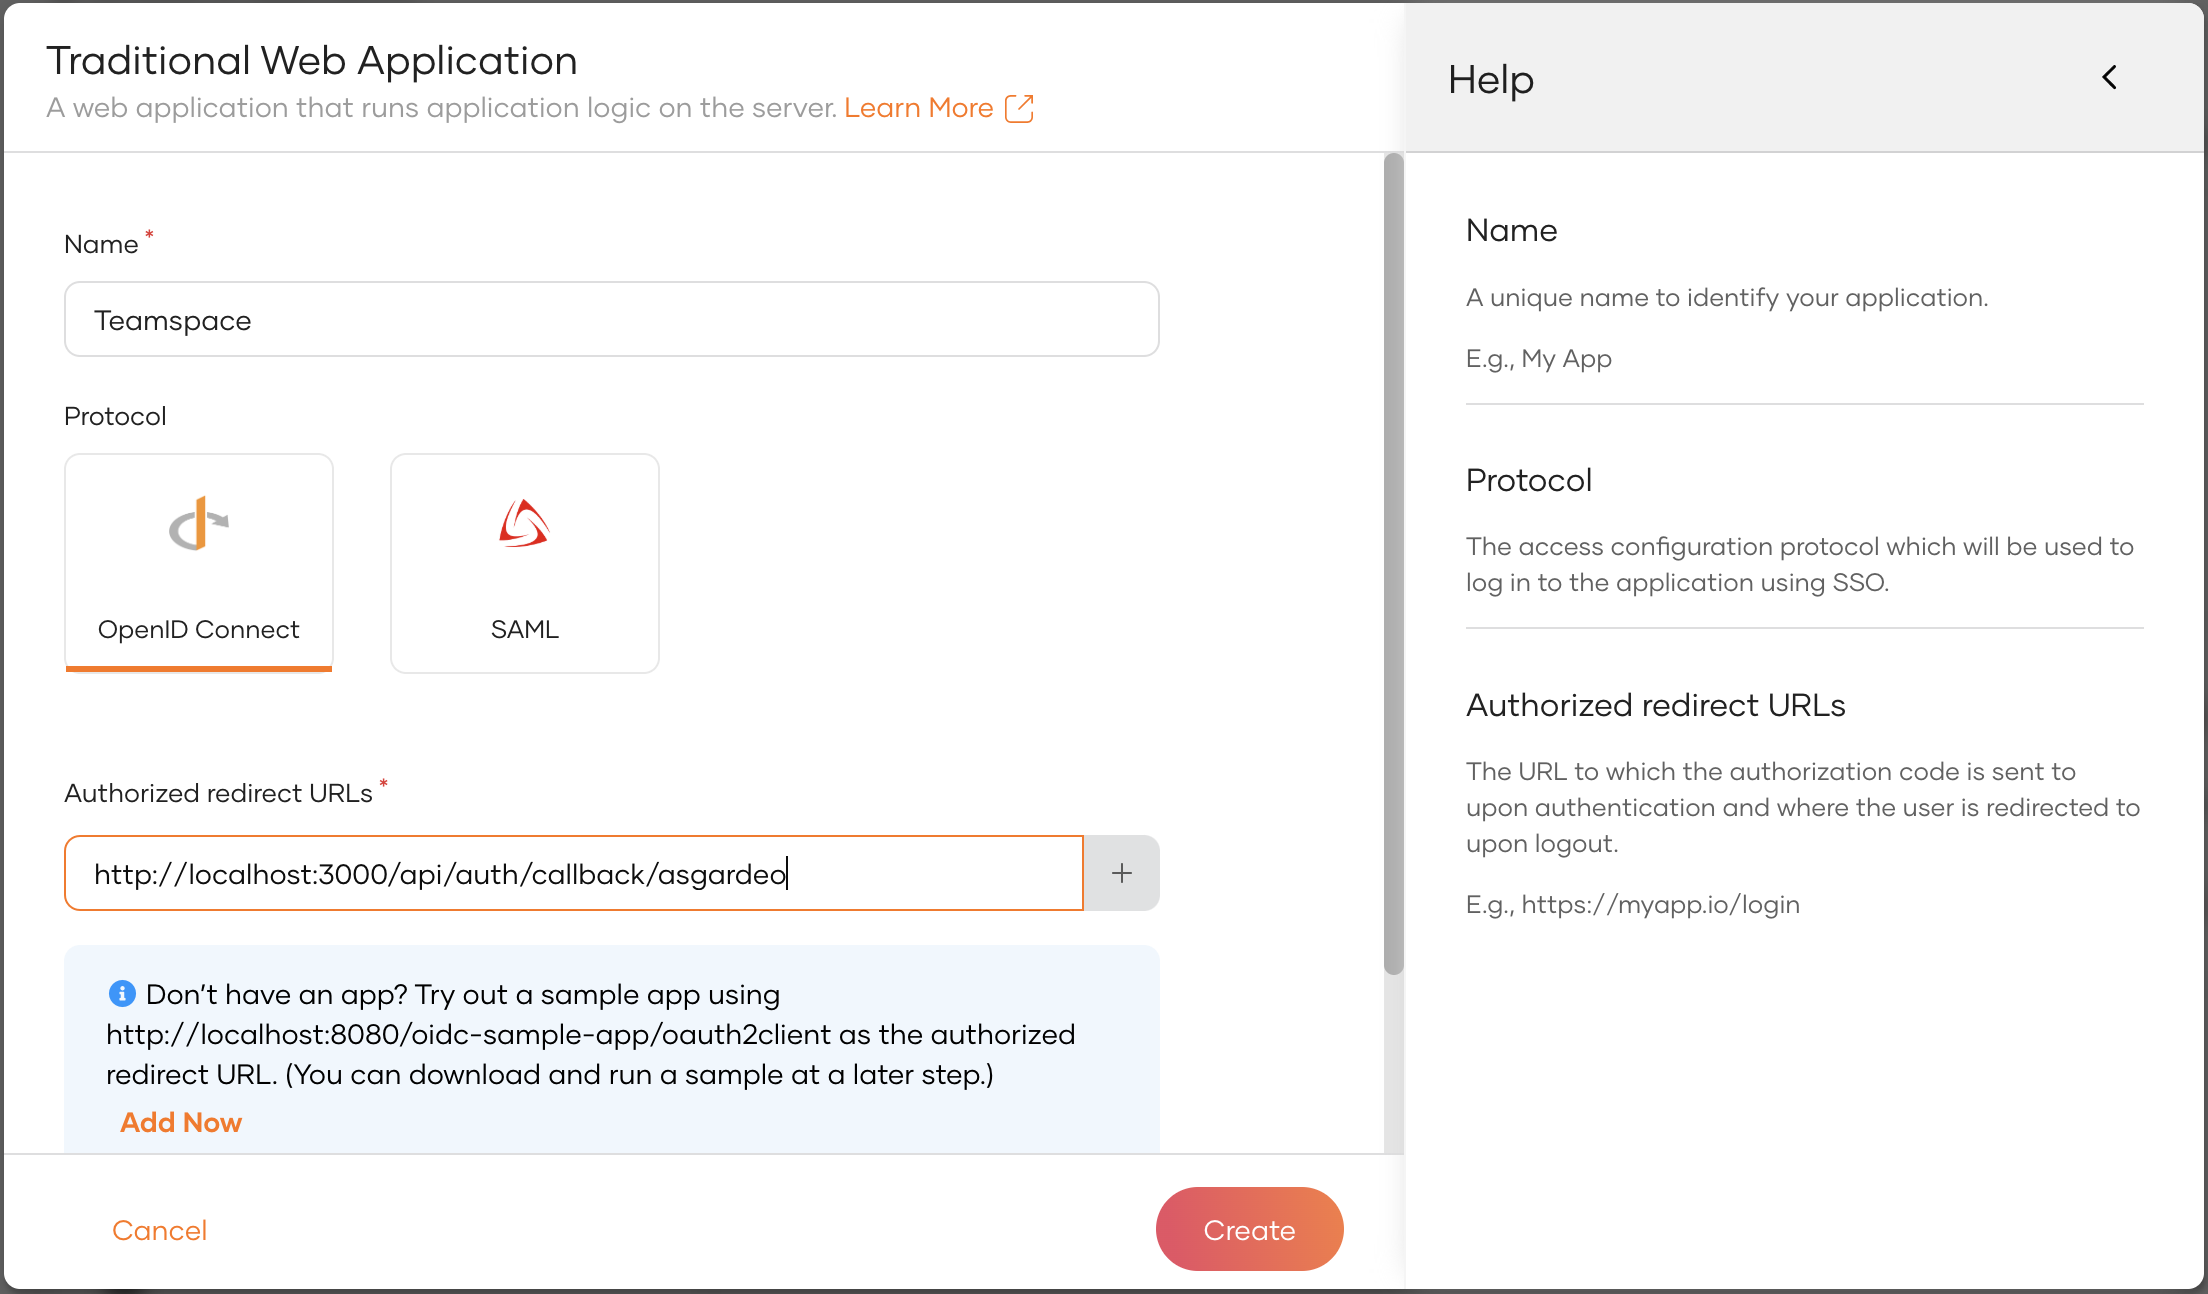 Traditional Web Application
A web application that runs application logic on the server. Learn More
Name *
Teamspace
Protocol
OpenID Connect
SAML
Authorized redirect URLs *
http://localhost:3000/api/auth/callback/asgardeo
+
Don’t have an app? Try out a sample app using
http://localhost:8080/oidc-sample-app/oauth2client as the authorized
redirect URL. (You can download and run a sample at a later step.)
Add Now
Cancel
Create
Help
Name
A unique name to identify your application.
E.g., My App
Protocol
The access configuration protocol which will be used to
log in to the application using SSO.
Authorized redirect URLs
The URL to which the authorization code is sent to
upon authentication and where the user is redirected to
upon logout.
E.g., https://myapp.io/login